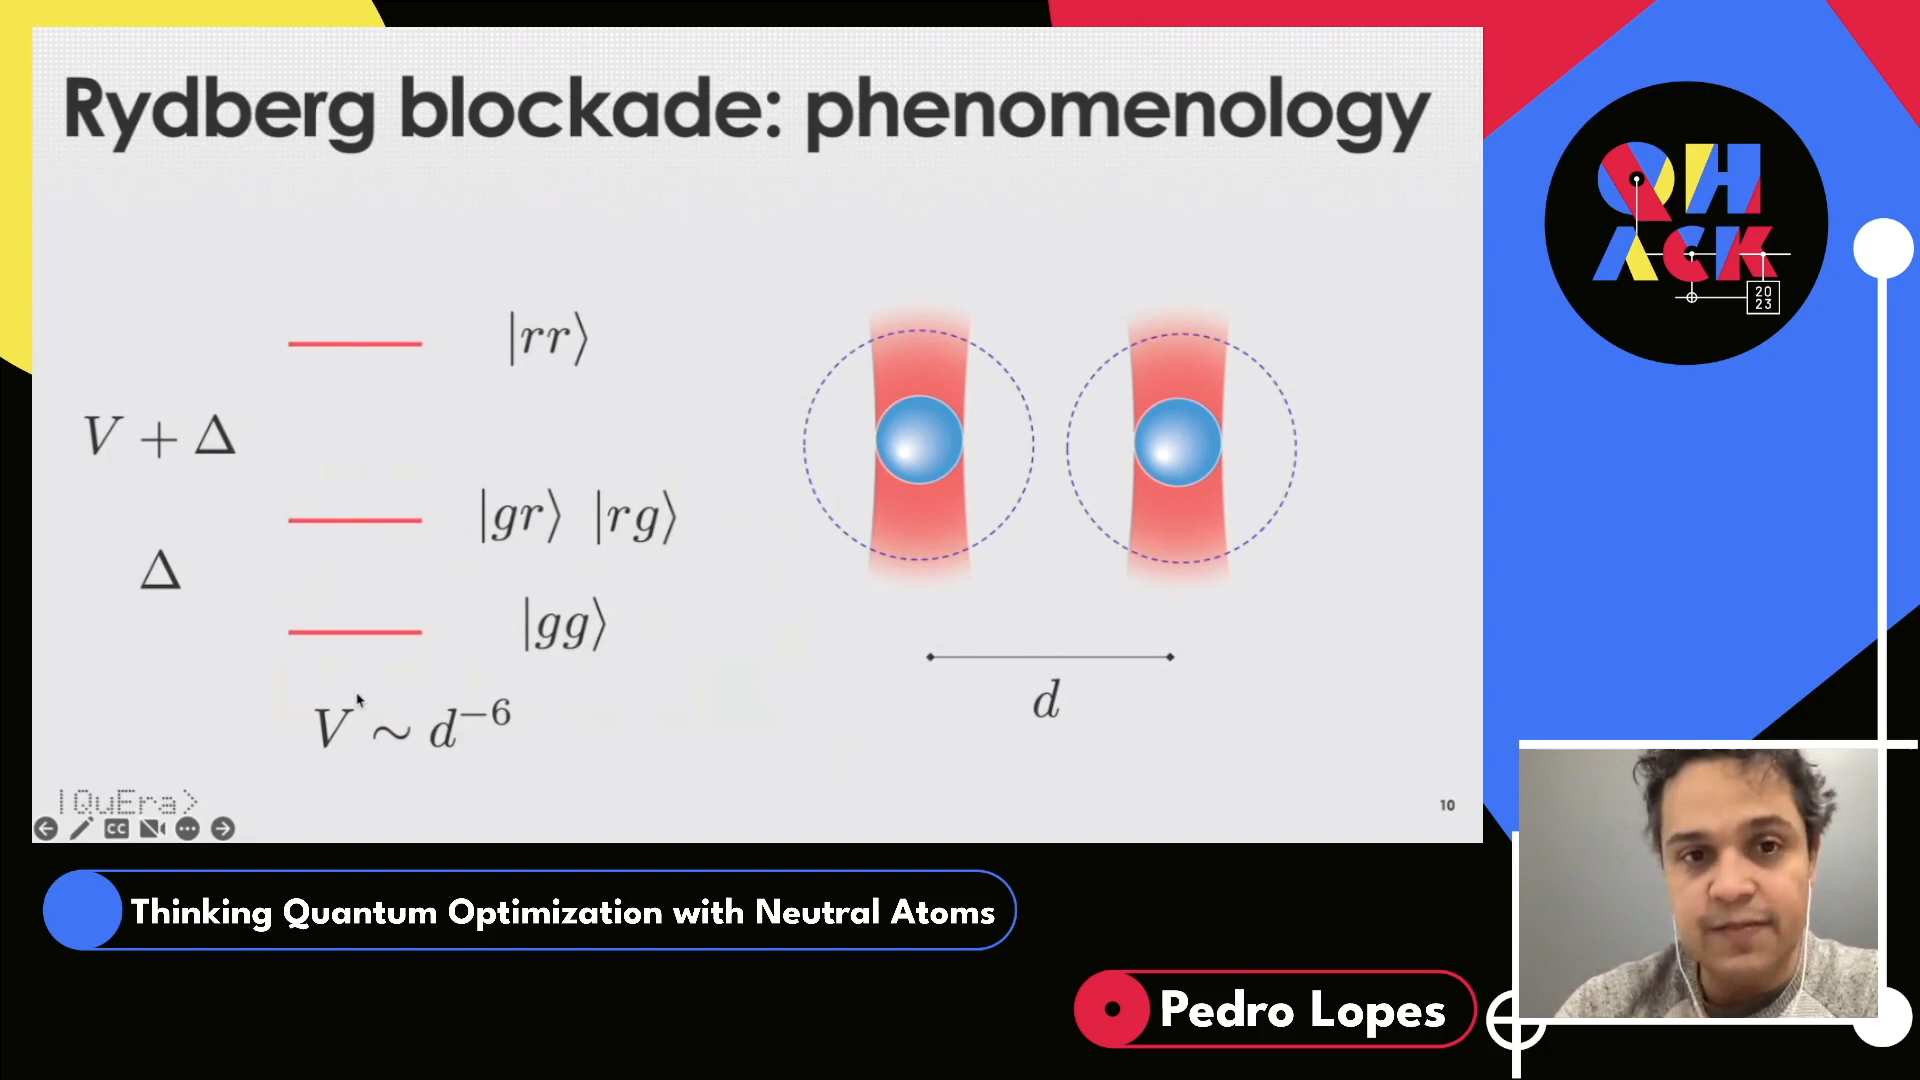 Rydberg blockade: phenomenology
|rr⟩
V + Δ
|gr⟩ |rg⟩
Δ
|gg⟩
V ~ d⁻⁶
d
|QuEra>
CC
10
QH
ACK
20
23
Thinking Quantum Optimization with Neutral Atoms
Pedro Lopes